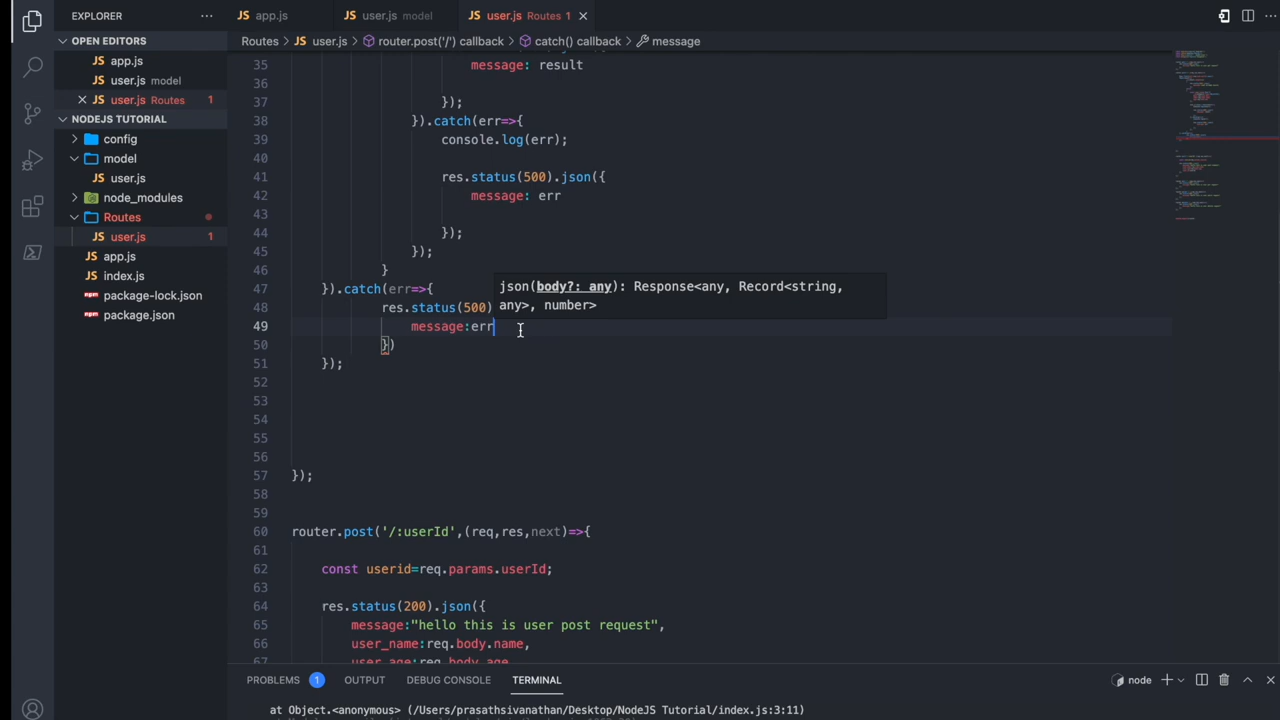 EXPLORER
JS app.js
JS user.js model
JS user.js Routes 1
OPEN EDITORS
JS app.js
JS user.js model
JS user.js Routes 1
NODEJS TUTORIAL
config
model
JS user.js
node_modules
Routes
JS user.js 1
JS app.js
JS index.js
npm package-lock.json
npm package.json
Routes > JS user.js > router.post('/') callback > catch() callback > message
35 message: result
36
37 });
38 }).catch(err=>{
39 console.log(err);
40
41 res.status(500).json({
42 message: err
43
44 });
45 });
46 }
47 }).catch(err=>{
48 res.status(500)
49 message:err
50 })
51 });
52
53
54
55
56
57 });
58
59
60 router.post('/:userId',(req,res,next)=>{
61
62 const userid=req.params.userId;
63
64 res.status(200).json({
65 message:"hello this is user post request",
66 user_name:req.body.name,
67 user_age:req.body.age
json(body?: any): Response<any, Record<string,
any>, number>
PROBLEMS 1 OUTPUT DEBUG CONSOLE TERMINAL
node
at Object.<anonymous> (/Users/prasathsivanathan/Desktop/NodeJS Tutorial/index.js:3:11)